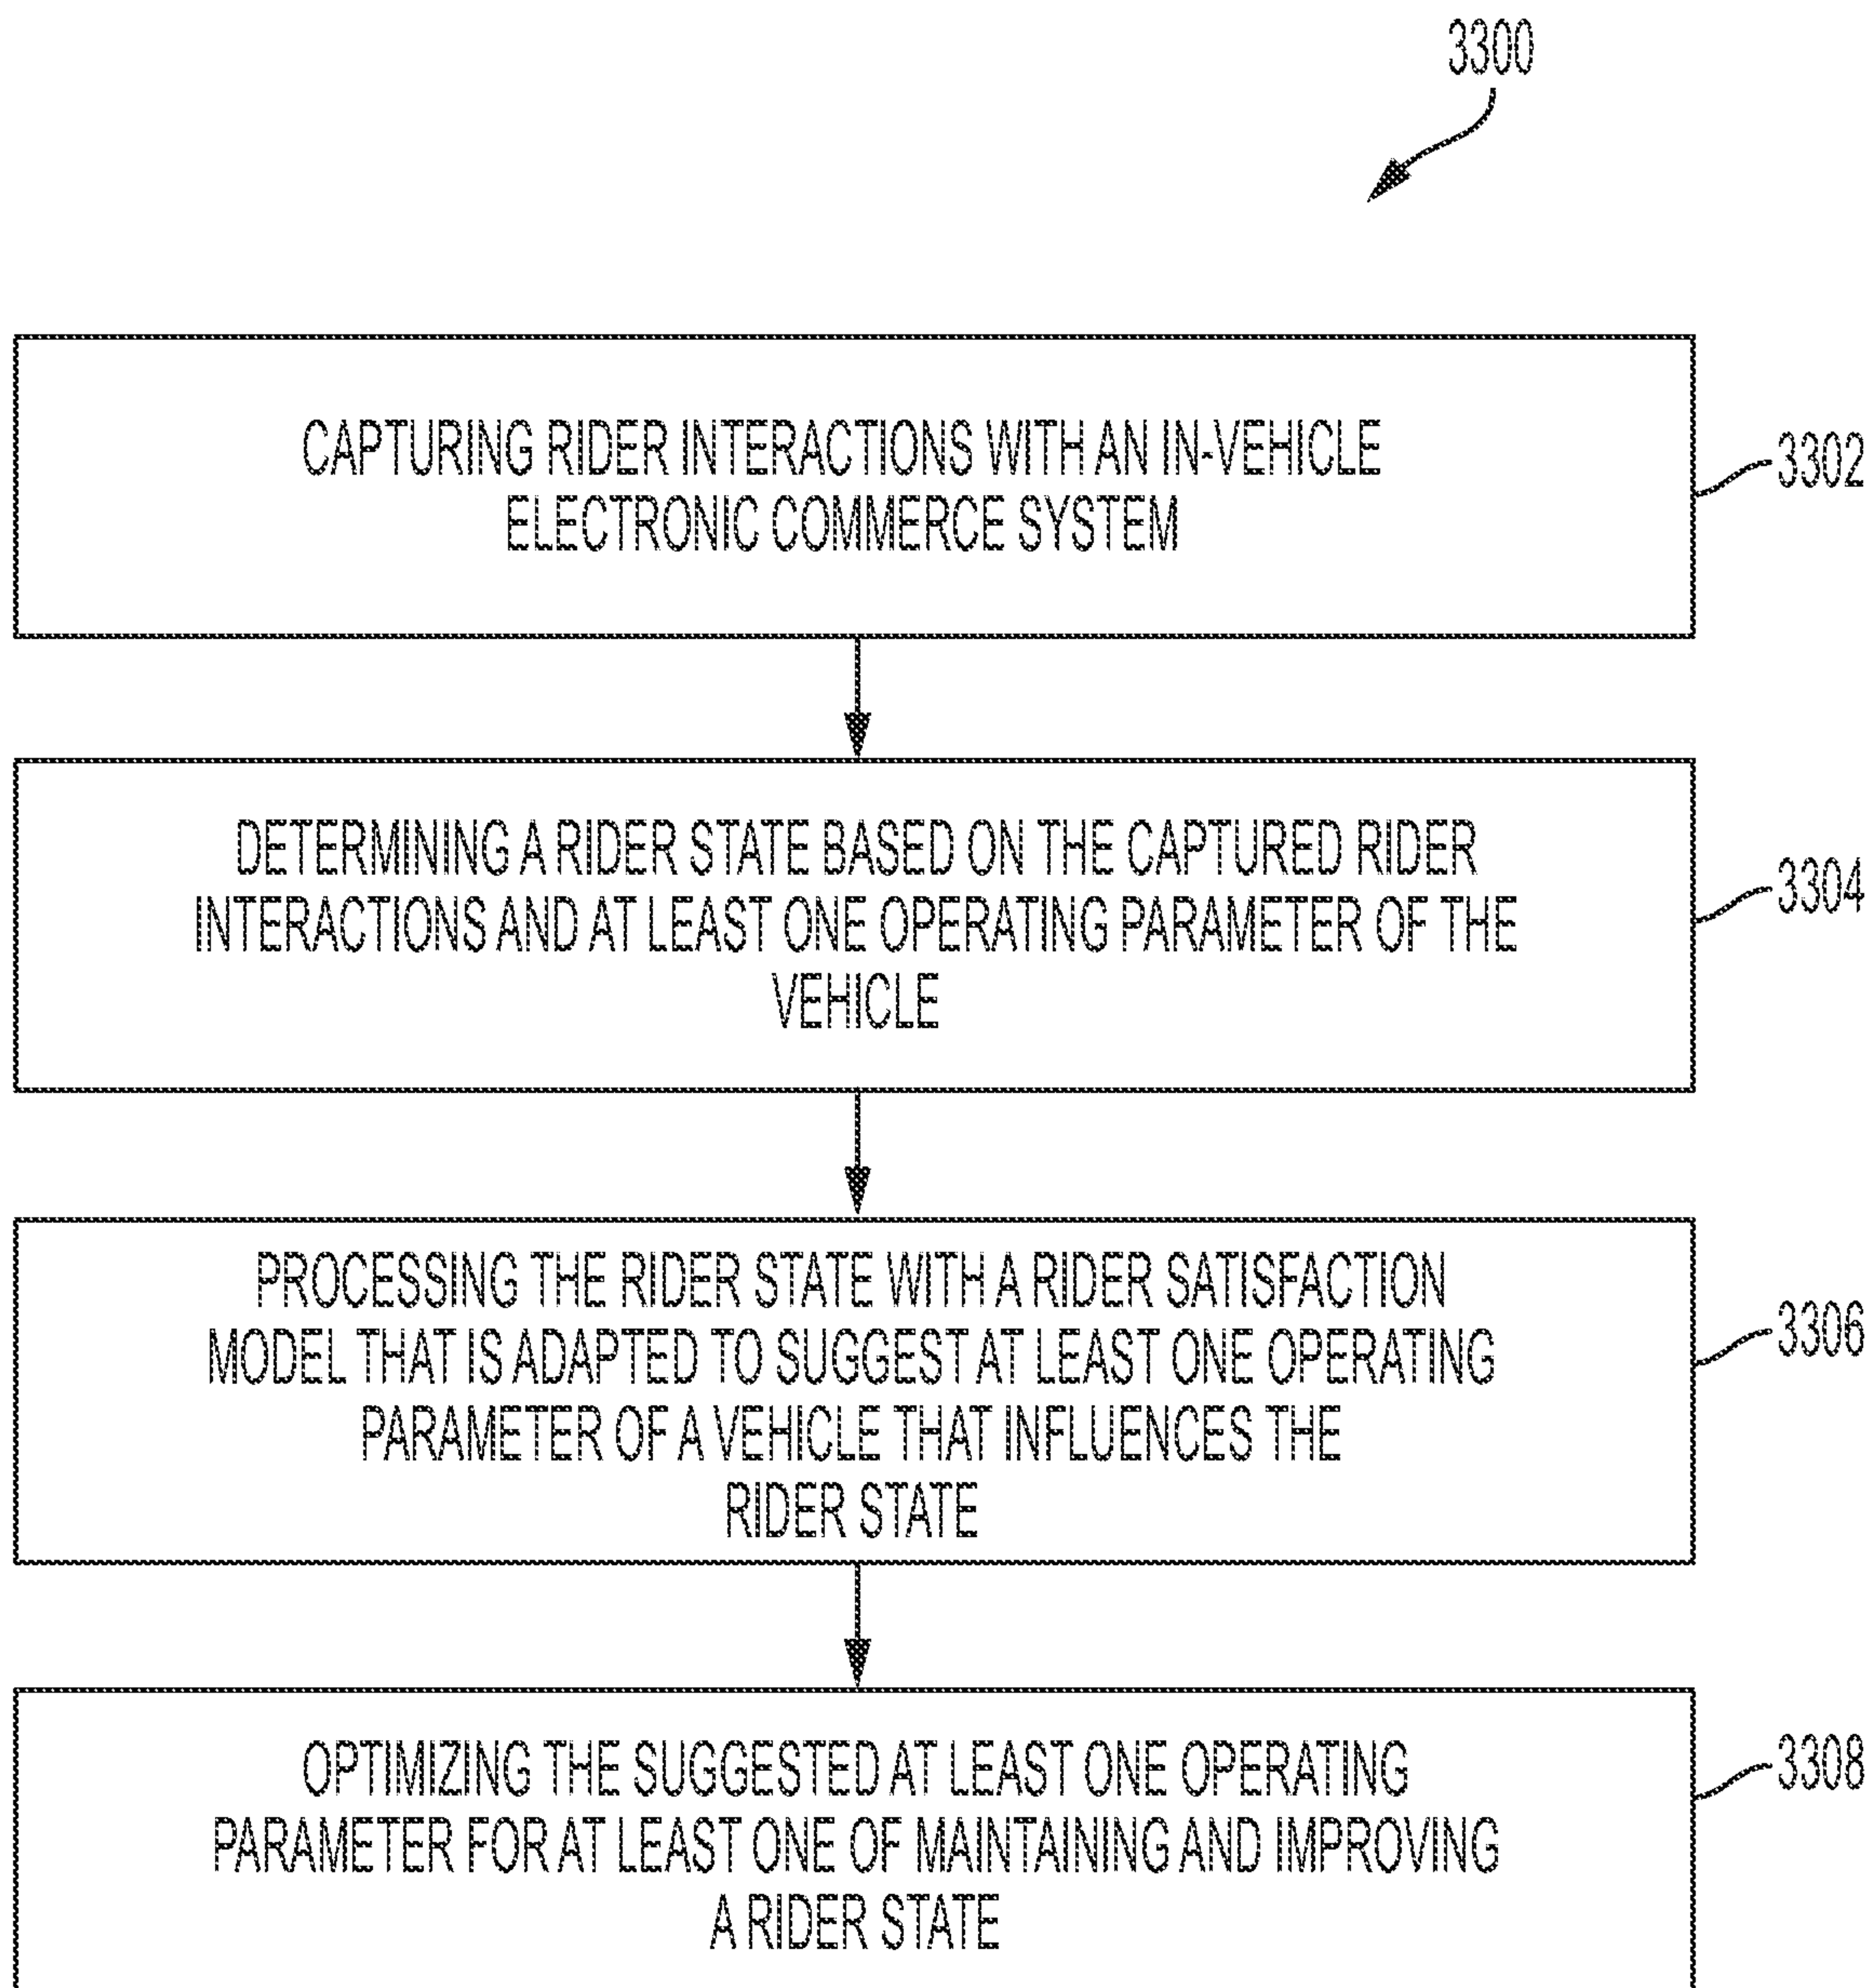 3300
CAPTURING RIDER INTERACTIONS WITH AN IN-VEHICLE
ELECTRONIC COMMERCE SYSTEM
3302
DETERMINING A RIDER STATE BASED ON THE CAPTURED RIDER
INTERACTIONS AND AT LEAST ONE OPERATING PARAMETER OF THE
VEHICLE
3304
PROCESSING THE RIDER STATE WITH A RIDER SATISFACTION
MODEL THAT IS ADAPTED TO SUGGEST AT LEAST ONE OPERATING
PARAMETER OF A VEHICLE THAT INFLUENCES THE
RIDER STATE
3306
OPTIMIZING THE SUGGESTED AT LEAST ONE OPERATING
PARAMETER FOR AT LEAST ONE OF MAINTAINING AND IMPROVING
A RIDER STATE
3308